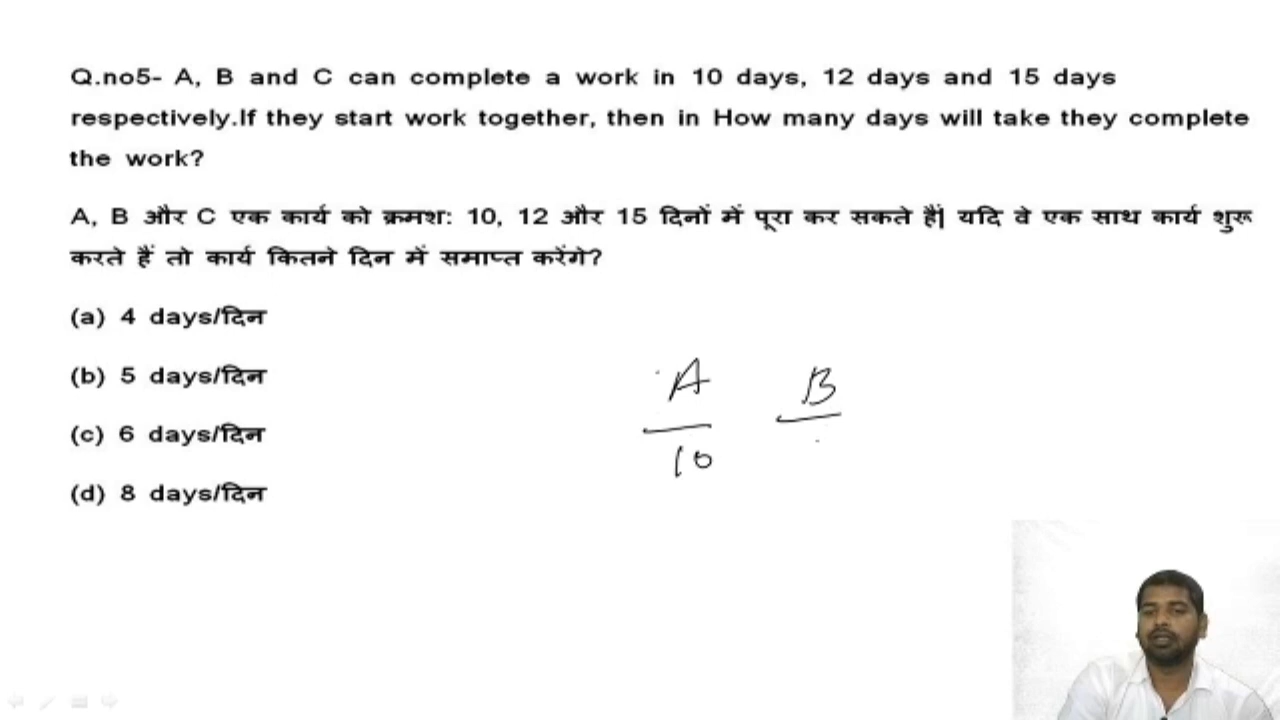 Q.no5- A, B and C can complete a work in 10 days, 12 days and 15 days
respectively.If they start work together, then in How many days will take they complete
the work?
A, B और C एक कार्य को क्रमश: 10, 12 और 15 दिनों में पूरा कर सकते हैं| यदि वे एक साथ कार्य शुरू
करते हैं तो कार्य कितने दिन में समाप्त करेंगे?
(a) 4 days/दिन
(b) 5 days/दिन
(c) 6 days/दिन
(d) 8 days/दिन
A B
10